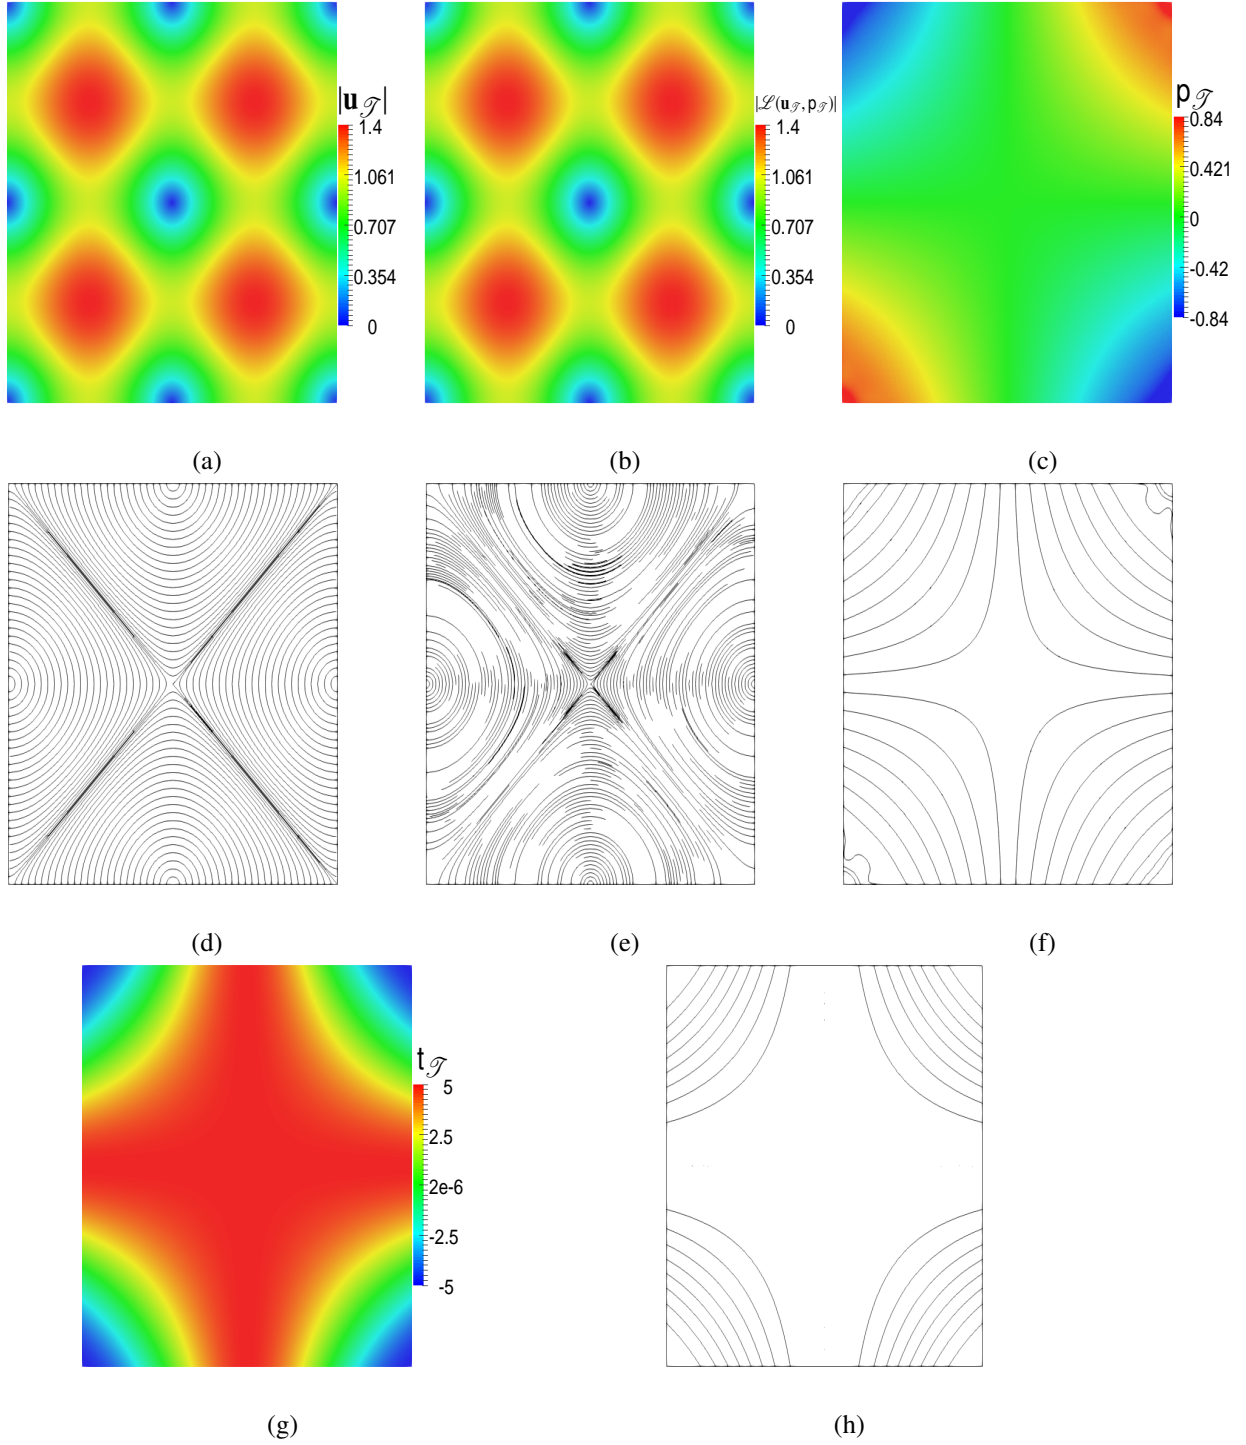 |𝐮𝒯|
1.4
1.061
0.707
0.354
0
|ℒ(𝐮𝒯,p𝒯)|
1.4
1.061
0.707
0.354
0
p𝒯
0.84
0.421
0
-0.42
-0.84
(a)
(b)
(c)
(d)
(e)
(f)
t𝒯
5
2.5
2e-6
-2.5
-5
(g)
(h)